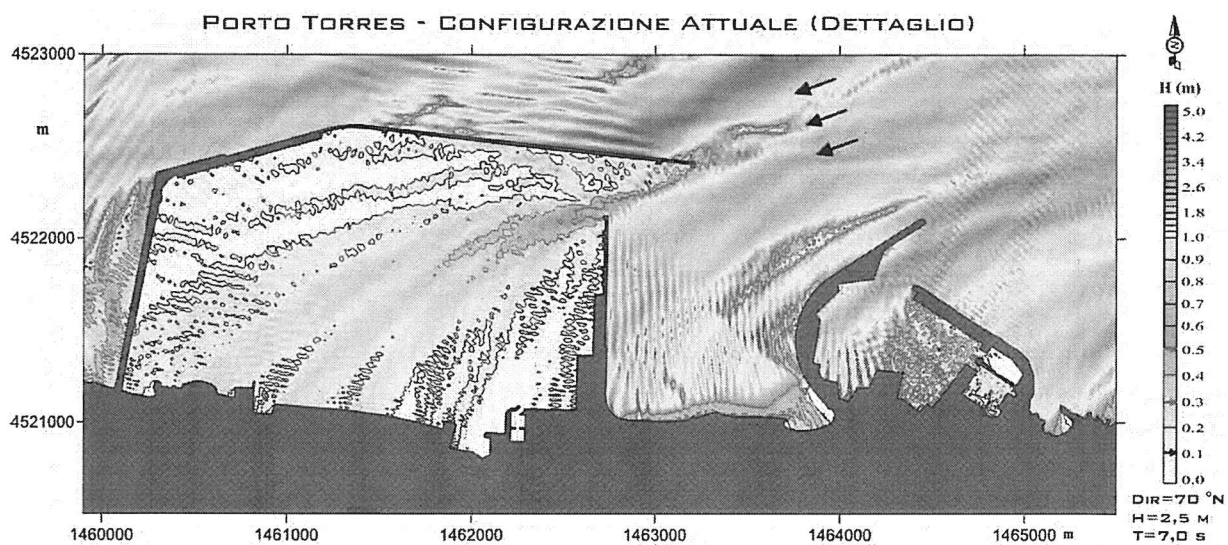 PORTO TORRES - CONFIGURAZIONE ATTUALE (DETTAGLIO)
4523000
m
4522000
4521000
1460000 1461000 1462000 1463000 1464000 1465000 m
N
H (m)
5.0
4.2
3.4
2.6
1.8
1.0
0.9
0.8
0.7
0.6
0.5
0.4
0.3
0.2
0.1
0.0
DIR=70 °N
H=2,5 M
T=7,0 S